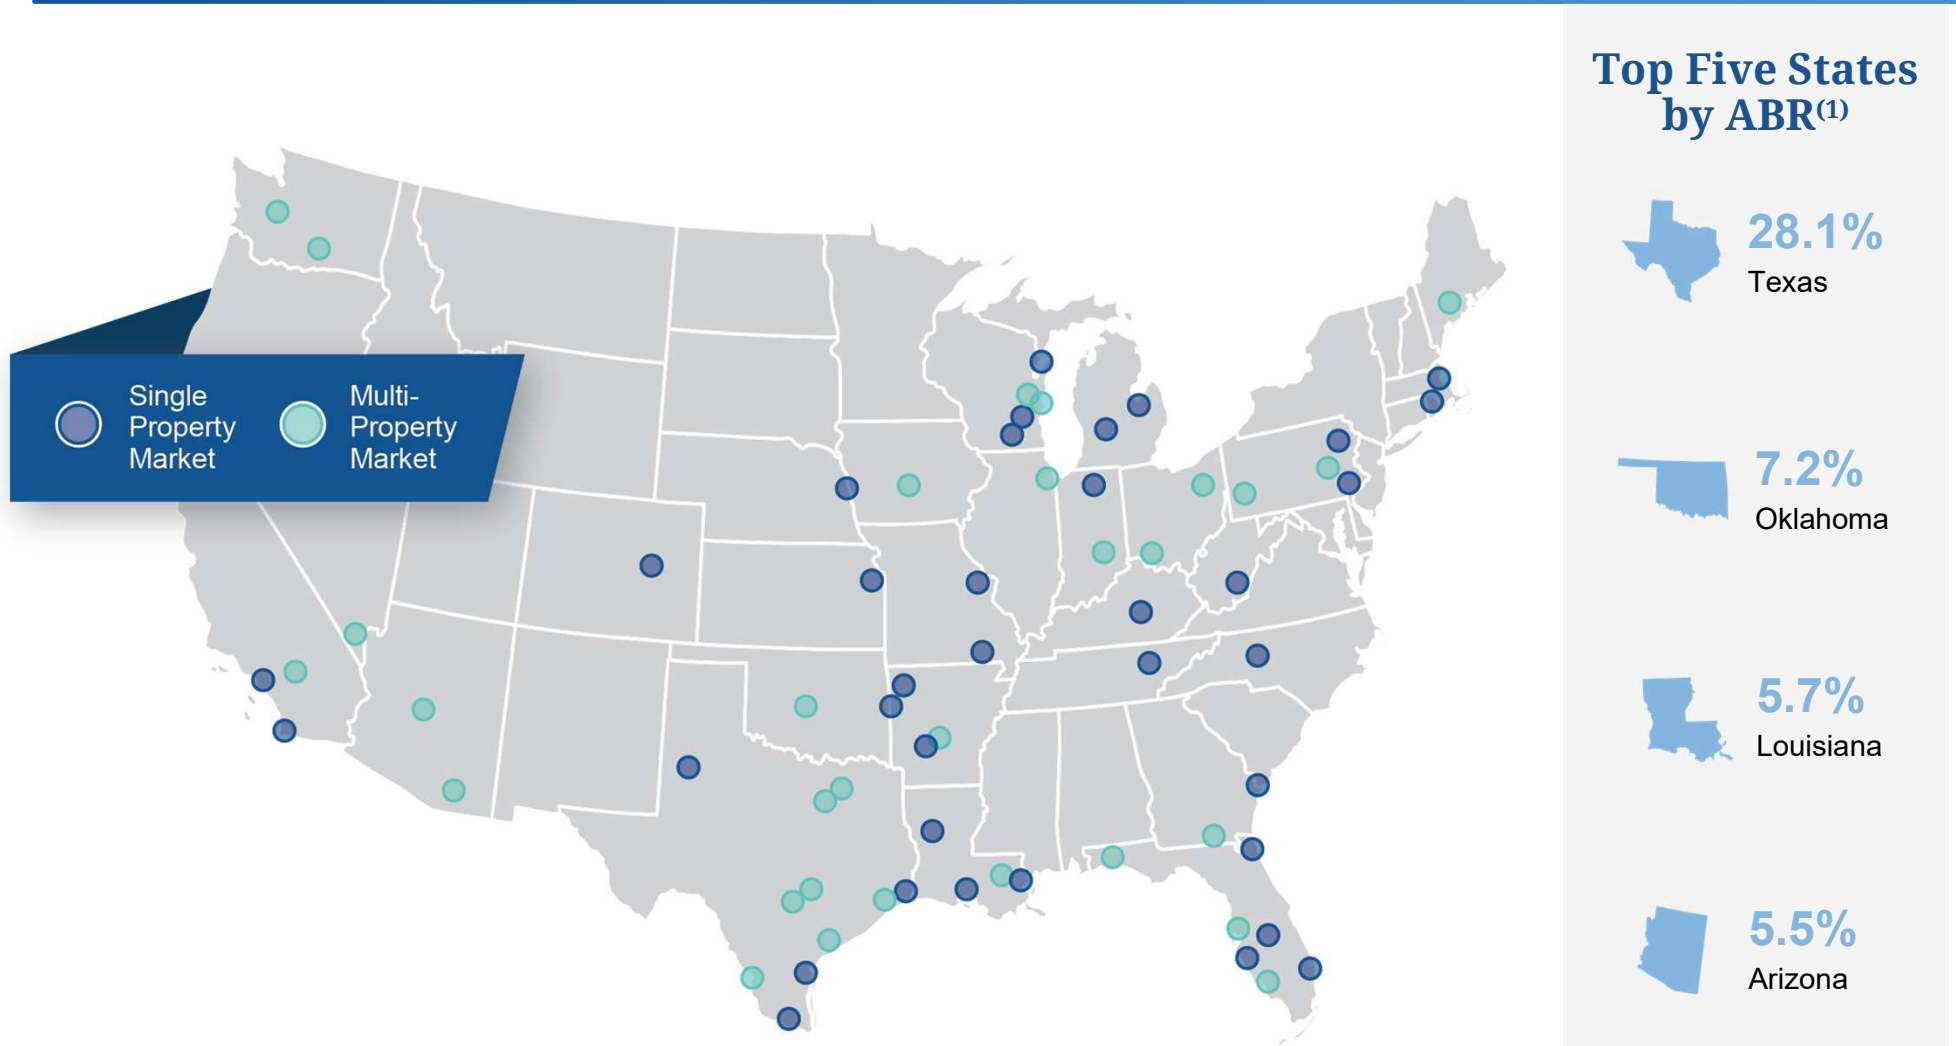 Single
Property
Market
Multi-
Property
Market
Top Five States
by ABR(1)
28.1%
Texas
7.2%
Oklahoma
5.7%
Louisiana
5.5%
Arizona